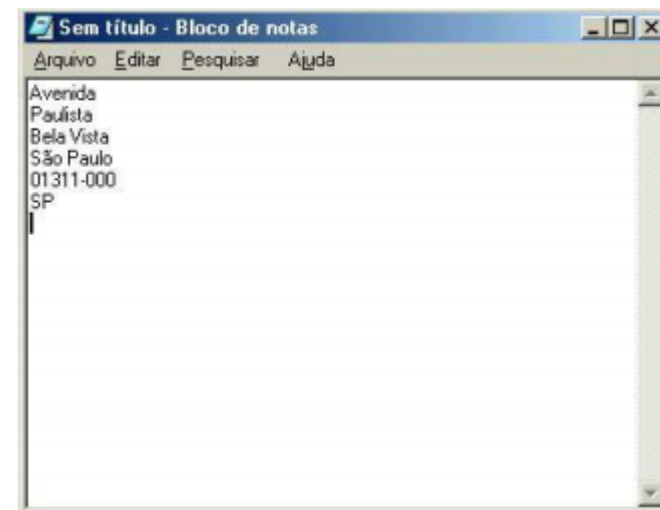 Sem título - Bloco de notas
Arquivo Editar Pesquisar Ajuda
Avenida
Paulista
Bela Vista
São Paulo
01311-000
SP